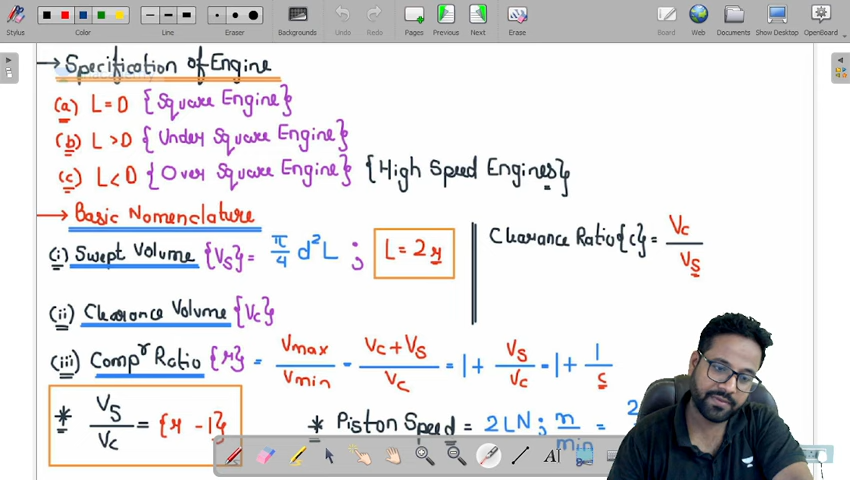 Stylus Color Line Eraser Backgrounds Undo Redo Pages Previous Next Erase Board Web Documents Show Desktop OpenBoard
→ Specification of Engine
(a) L = D {Square Engine}
(b) L > D {Under Square Engine}
(c) L < D {Over Square Engine} {High Speed Engines}
→ Basic Nomenclature
(i) Swept Volume {Vs} = π/4 d²L ; L = 2r
Clearance Ratio {c} = Vc/Vs
(ii) Clearance Volume {Vc}
(iii) Comprⁿ Ratio {r} = Vmax/Vmin = Vc+Vs/Vc = 1 + Vs/Vc = 1 + 1/c
* Vs/Vc = {r - 1}
* Piston Speed = 2LN ; m/min = 2